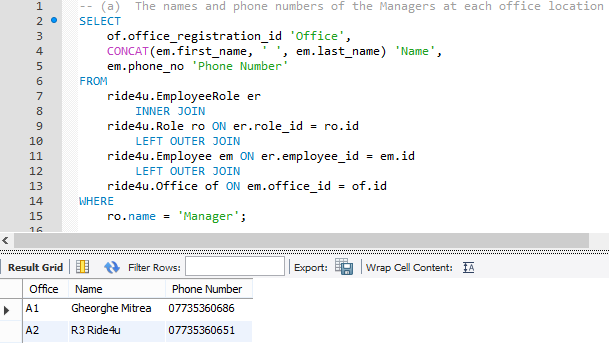 1 -- (a)  The names and phone numbers of the Managers at each office location
2 SELECT
3 of.office_registration_id 'Office',
4 CONCAT(em.first_name, ' ', em.last_name) 'Name',
5 em.phone_no 'Phone Number'
6 FROM
7 ride4u.EmployeeRole er
8 INNER JOIN
9 ride4u.Role ro ON er.role_id = ro.id
10 LEFT OUTER JOIN
11 ride4u.Employee em ON er.employee_id = em.id
12 LEFT OUTER JOIN
13 ride4u.Office of ON em.office_id = of.id
14 WHERE
15 ro.name = 'Manager';
16
Result Grid Filter Rows: Export: Wrap Cell Content: IA
Office Name Phone Number
A1 Gheorghe Mitrea 07735360686
A2 R3 Ride4u 07735360651